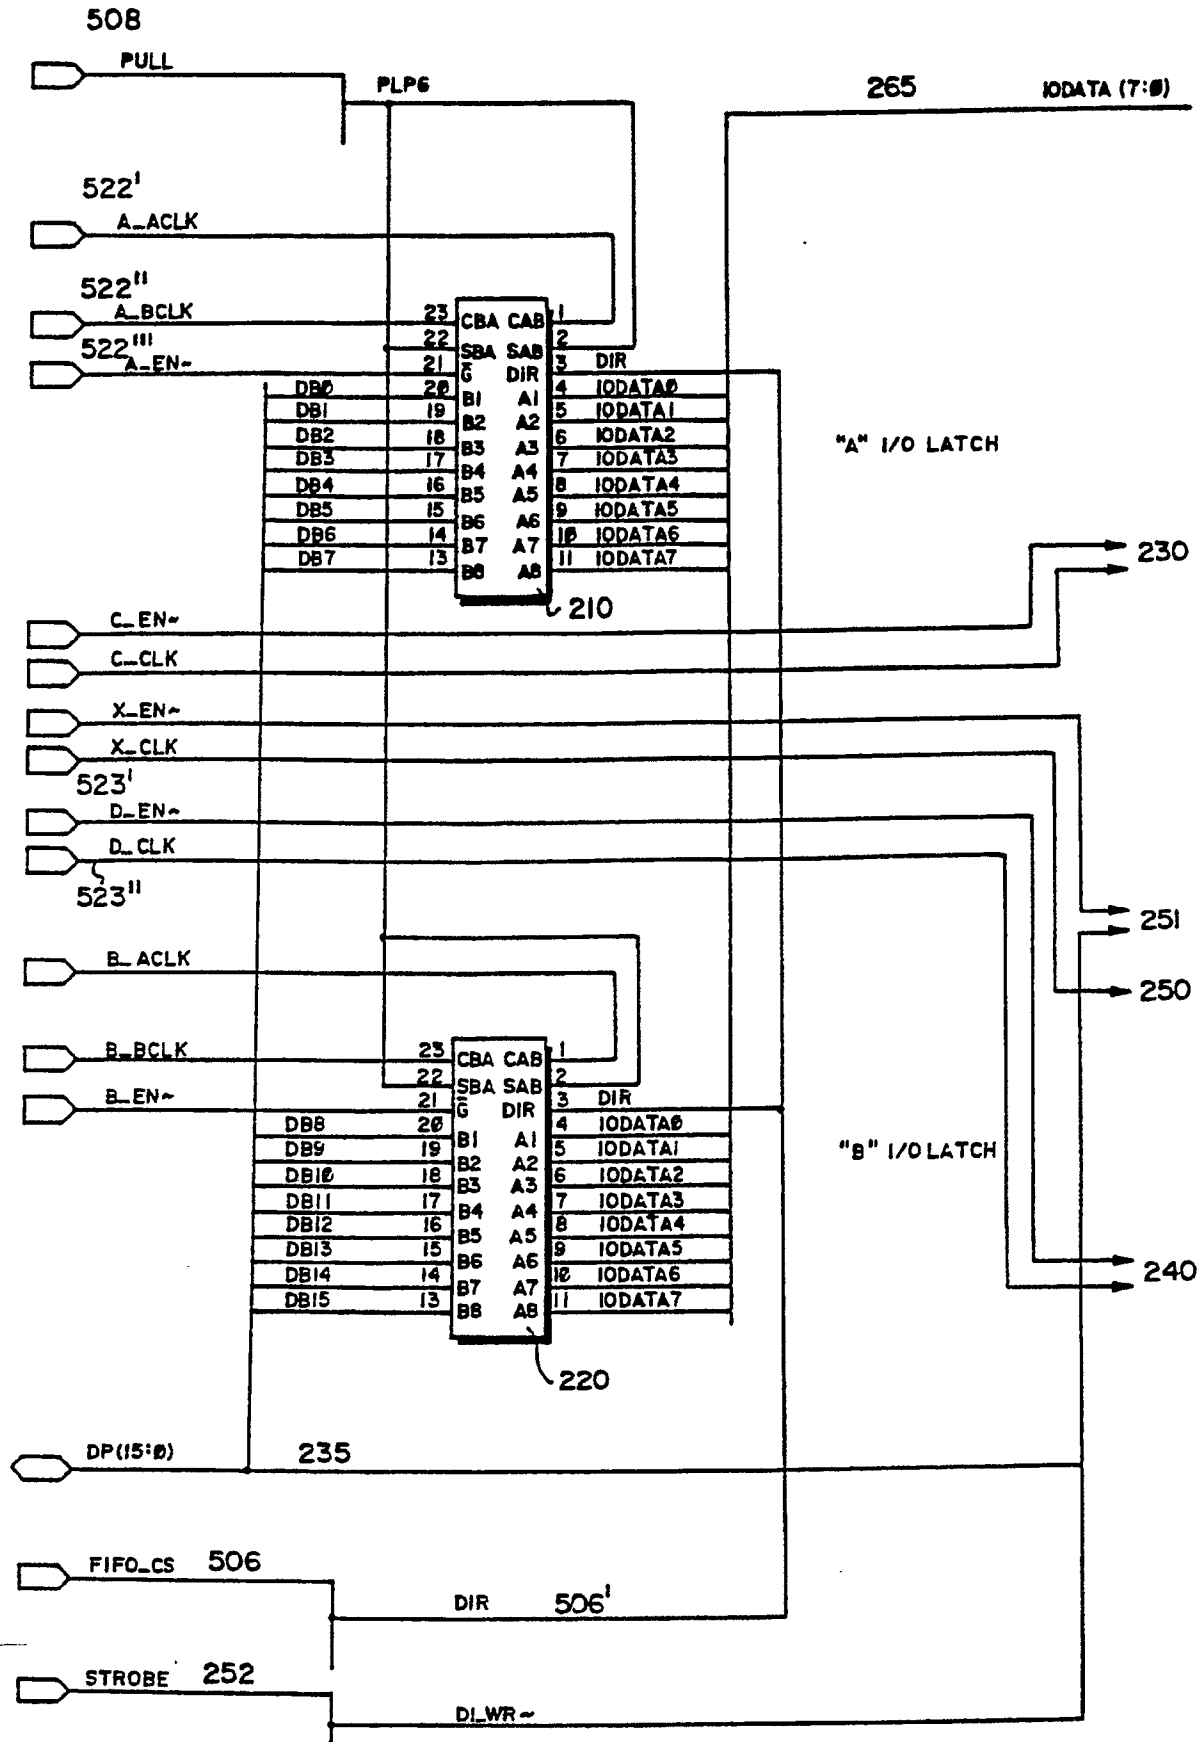 508
PULL
PLP6
265 IODATA (7:0)
522'
A_ACLK
522"
A_BCLK
522'''
A_EN~
23 CBA CAB 1
22 SBA SAB 2
21 G̅ DIR 3 DIR
DB0 20 B1 A1 4 IODATA0
DB1 19 B2 A2 5 IODATA1
DB2 18 B3 A3 6 IODATA2
DB3 17 B4 A4 7 IODATA3
DB4 16 B5 A5 8 IODATA4
DB5 15 B6 A6 9 IODATA5
DB6 14 B7 A7 10 IODATA6
DB7 13 B8 A8 11 IODATA7
"A" I/O LATCH
210
230
C_EN~
C_CLK
X_EN~
X_CLK
523'
D_EN~
D_CLK
523"
251
250
B_ACLK
B_BCLK
B_EN~
23 CBA CAB 1
22 SBA SAB 2
21 G̅ DIR 3 DIR
DB8 20 B1 A1 4 IODATA0
DB9 19 B2 A2 5 IODATA1
DB10 18 B3 A3 6 IODATA2
DB11 17 B4 A4 7 IODATA3
DB12 16 B5 A5 8 IODATA4
DB13 15 B6 A6 9 IODATA5
DB14 14 B7 A7 10 IODATA6
DB15 13 B8 A8 11 IODATA7
"B" I/O LATCH
240
220
DP(15:0) 235
FIFO_CS 506
DIR 506'
STROBE 252
DI_WR~